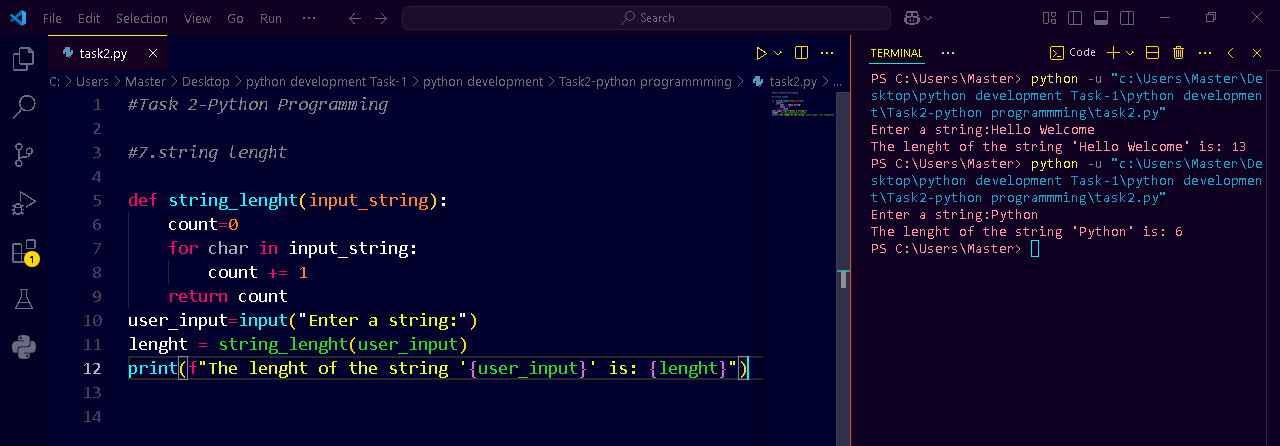 File Edit Selection View Go Run ··· Search
task2.py
C: > Users > Master > Desktop > python development Task-1 > python development > Task2-python programmming > task2.py > ...
1 #Task 2-Python Programming
2
3 #7.string lenght
4
5 def string_lenght(input_string):
6 count=0
7 for char in input_string:
8 count += 1
9 return count
10 user_input=input("Enter a string:")
11 lenght = string_lenght(user_input)
12 print(f"The lenght of the string '{user_input}' is: {lenght}")
13
14
1
TERMINAL ··· Code
PS C:\Users\Master> python -u "c:\Users\Master\De
sktop\python development Task-1\python developmen
t\Task2-python programmming\task2.py"
Enter a string:Hello Welcome
The lenght of the string 'Hello Welcome' is: 13
PS C:\Users\Master> python -u "c:\Users\Master\De
sktop\python development Task-1\python developmen
t\Task2-python programmming\task2.py"
Enter a string:Python
The lenght of the string 'Python' is: 6
PS C:\Users\Master>